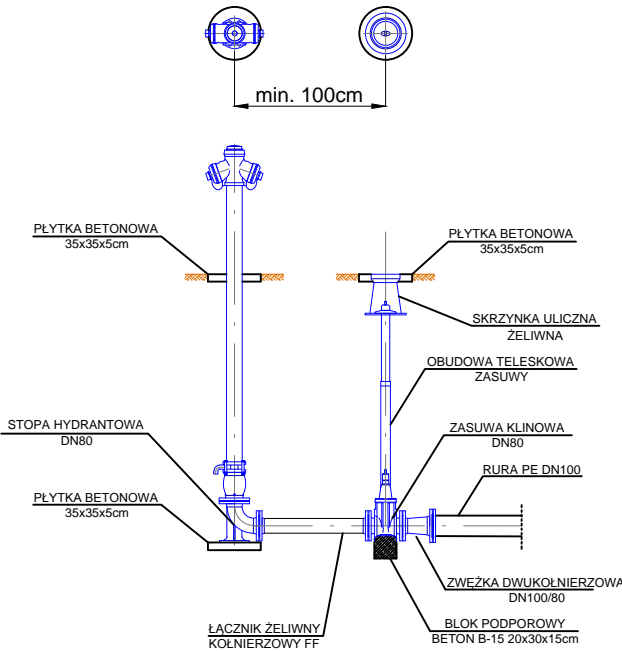 min. 100cm
PŁYTKA BETONOWA
35x35x5cm
PŁYTKA BETONOWA
35x35x5cm
SKRZYNKA ULICZNA
ŻELIWNA
OBUDOWA TELESKOWA
ZASUWY
STOPA HYDRANTOWA
DN80
ZASUWA KLINOWA
DN80
RURA PE DN100
PŁYTKA BETONOWA
35x35x5cm
ZWĘŻKA DWUKOŁNIERZOWA
DN100/80
ŁĄCZNIK ŻELIWNY
KOŁNIERZOWY FF
BLOK PODPOROWY
BETON B-15 20x30x15cm